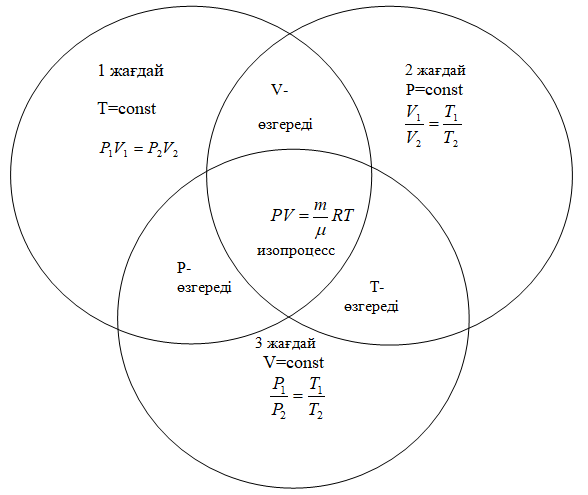 1 жағдай
T=const
P₁V₁ = P₂V₂
V-
өзгереді
2 жағдай
P=const
V₁/V₂ = T₁/T₂
PV = m/μ RT
изопроцесс
P-
өзгереді
T-
өзгереді
3 жағдай
V=const
P₁/P₂ = T₁/T₂